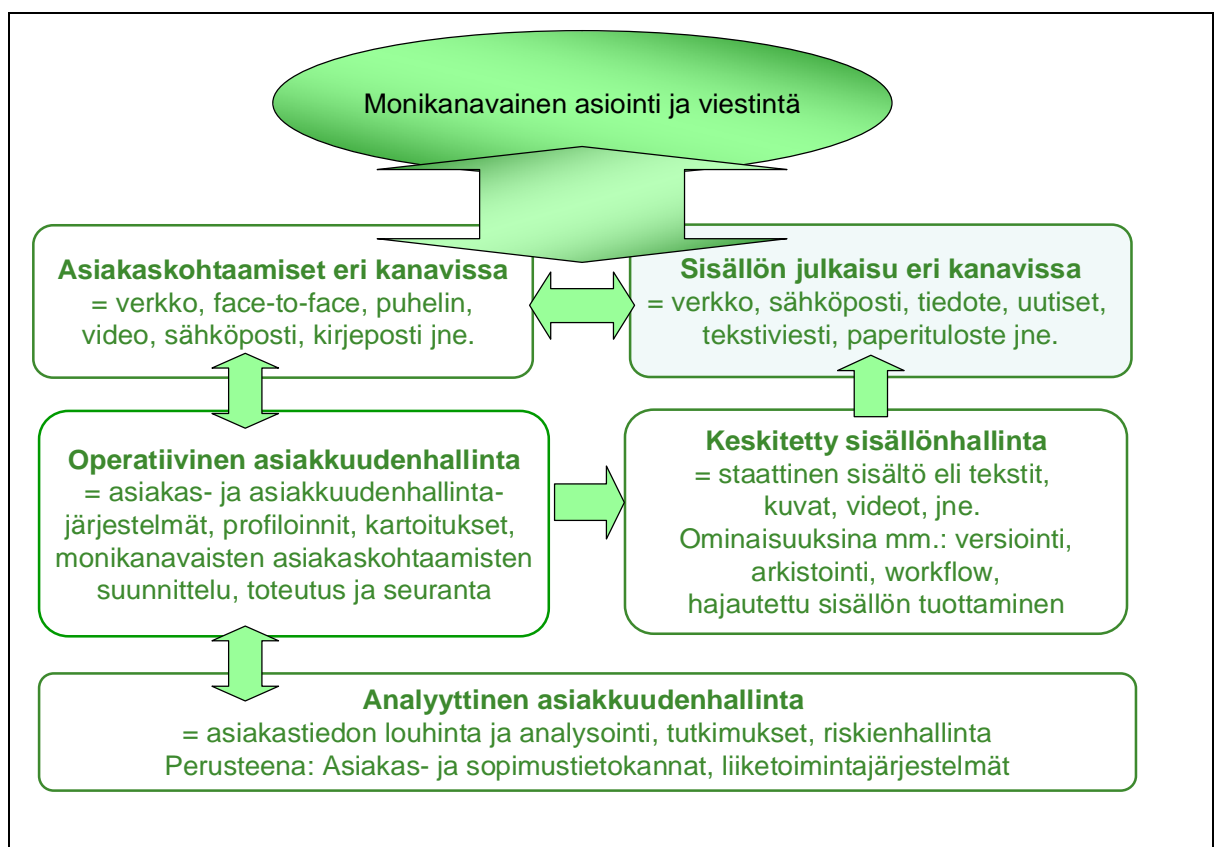 Monikanavainen asiointi ja viestintä
Asiakaskohtaamiset eri kanavissa
= verkko, face-to-face, puhelin,
video, sähköposti, kirjeposti jne.
Sisällön julkaisu eri kanavissa
= verkko, sähköposti, tiedote, uutiset,
tekstiviesti, paperituloste jne.
Operatiivinen asiakkuudenhallinta
= asiakas- ja asiakkuudenhallinta-
järjestelmät, profiloinnit, kartoitukset,
monikanavaisten asiakaskohtaamisten
suunnittelu, toteutus ja seuranta
Keskitetty sisällönhallinta
= staattinen sisältö eli tekstit,
kuvat, videot, jne.
Ominaisuuksina mm.: versiointi,
arkistointi, workflow,
hajautettu sisällön tuottaminen
Analyyttinen asiakkuudenhallinta
= asiakastiedon louhinta ja analysointi, tutkimukset, riskienhallinta
Perusteena: Asiakas- ja sopimustietokannat, liiketoimintajärjestelmät